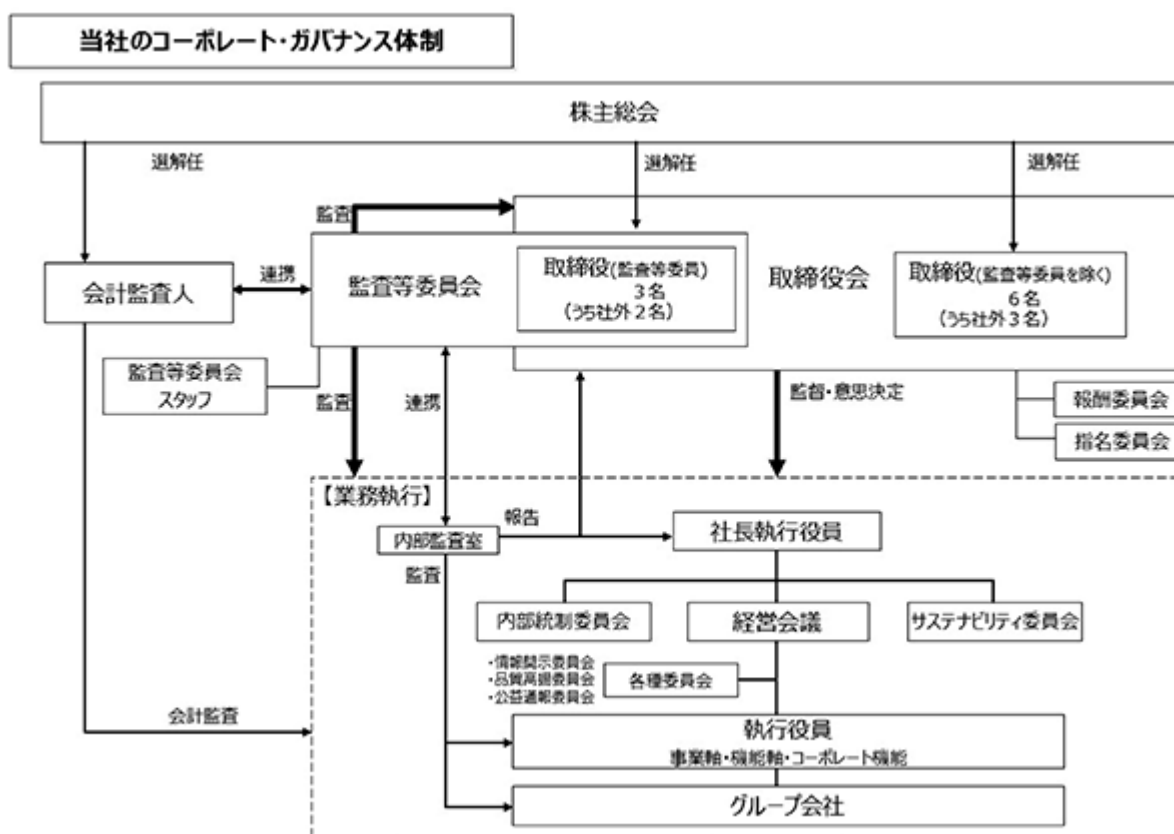 当社のコーポレート・ガバナンス体制
株主総会
選解任
選解任
選解任
監査
会計監査人
連携
監査等委員会
取締役(監査等委員)
3名
(うち社外2名)
取締役会
取締役(監査等委員を除く)
6名
(うち社外3名)
監査等委員会
スタッフ
監査
連携
監督・意思決定
報酬委員会
指名委員会
【業務執行】
内部監査室
報告
社長執行役員
監査
内部統制委員会
経営会議
サステナビリティ委員会
・情報開示委員会
・品質高揚委員会
・公益通報委員会
各種委員会
会計監査
執行役員
事業軸・機能軸・コーポレート機能
グループ会社